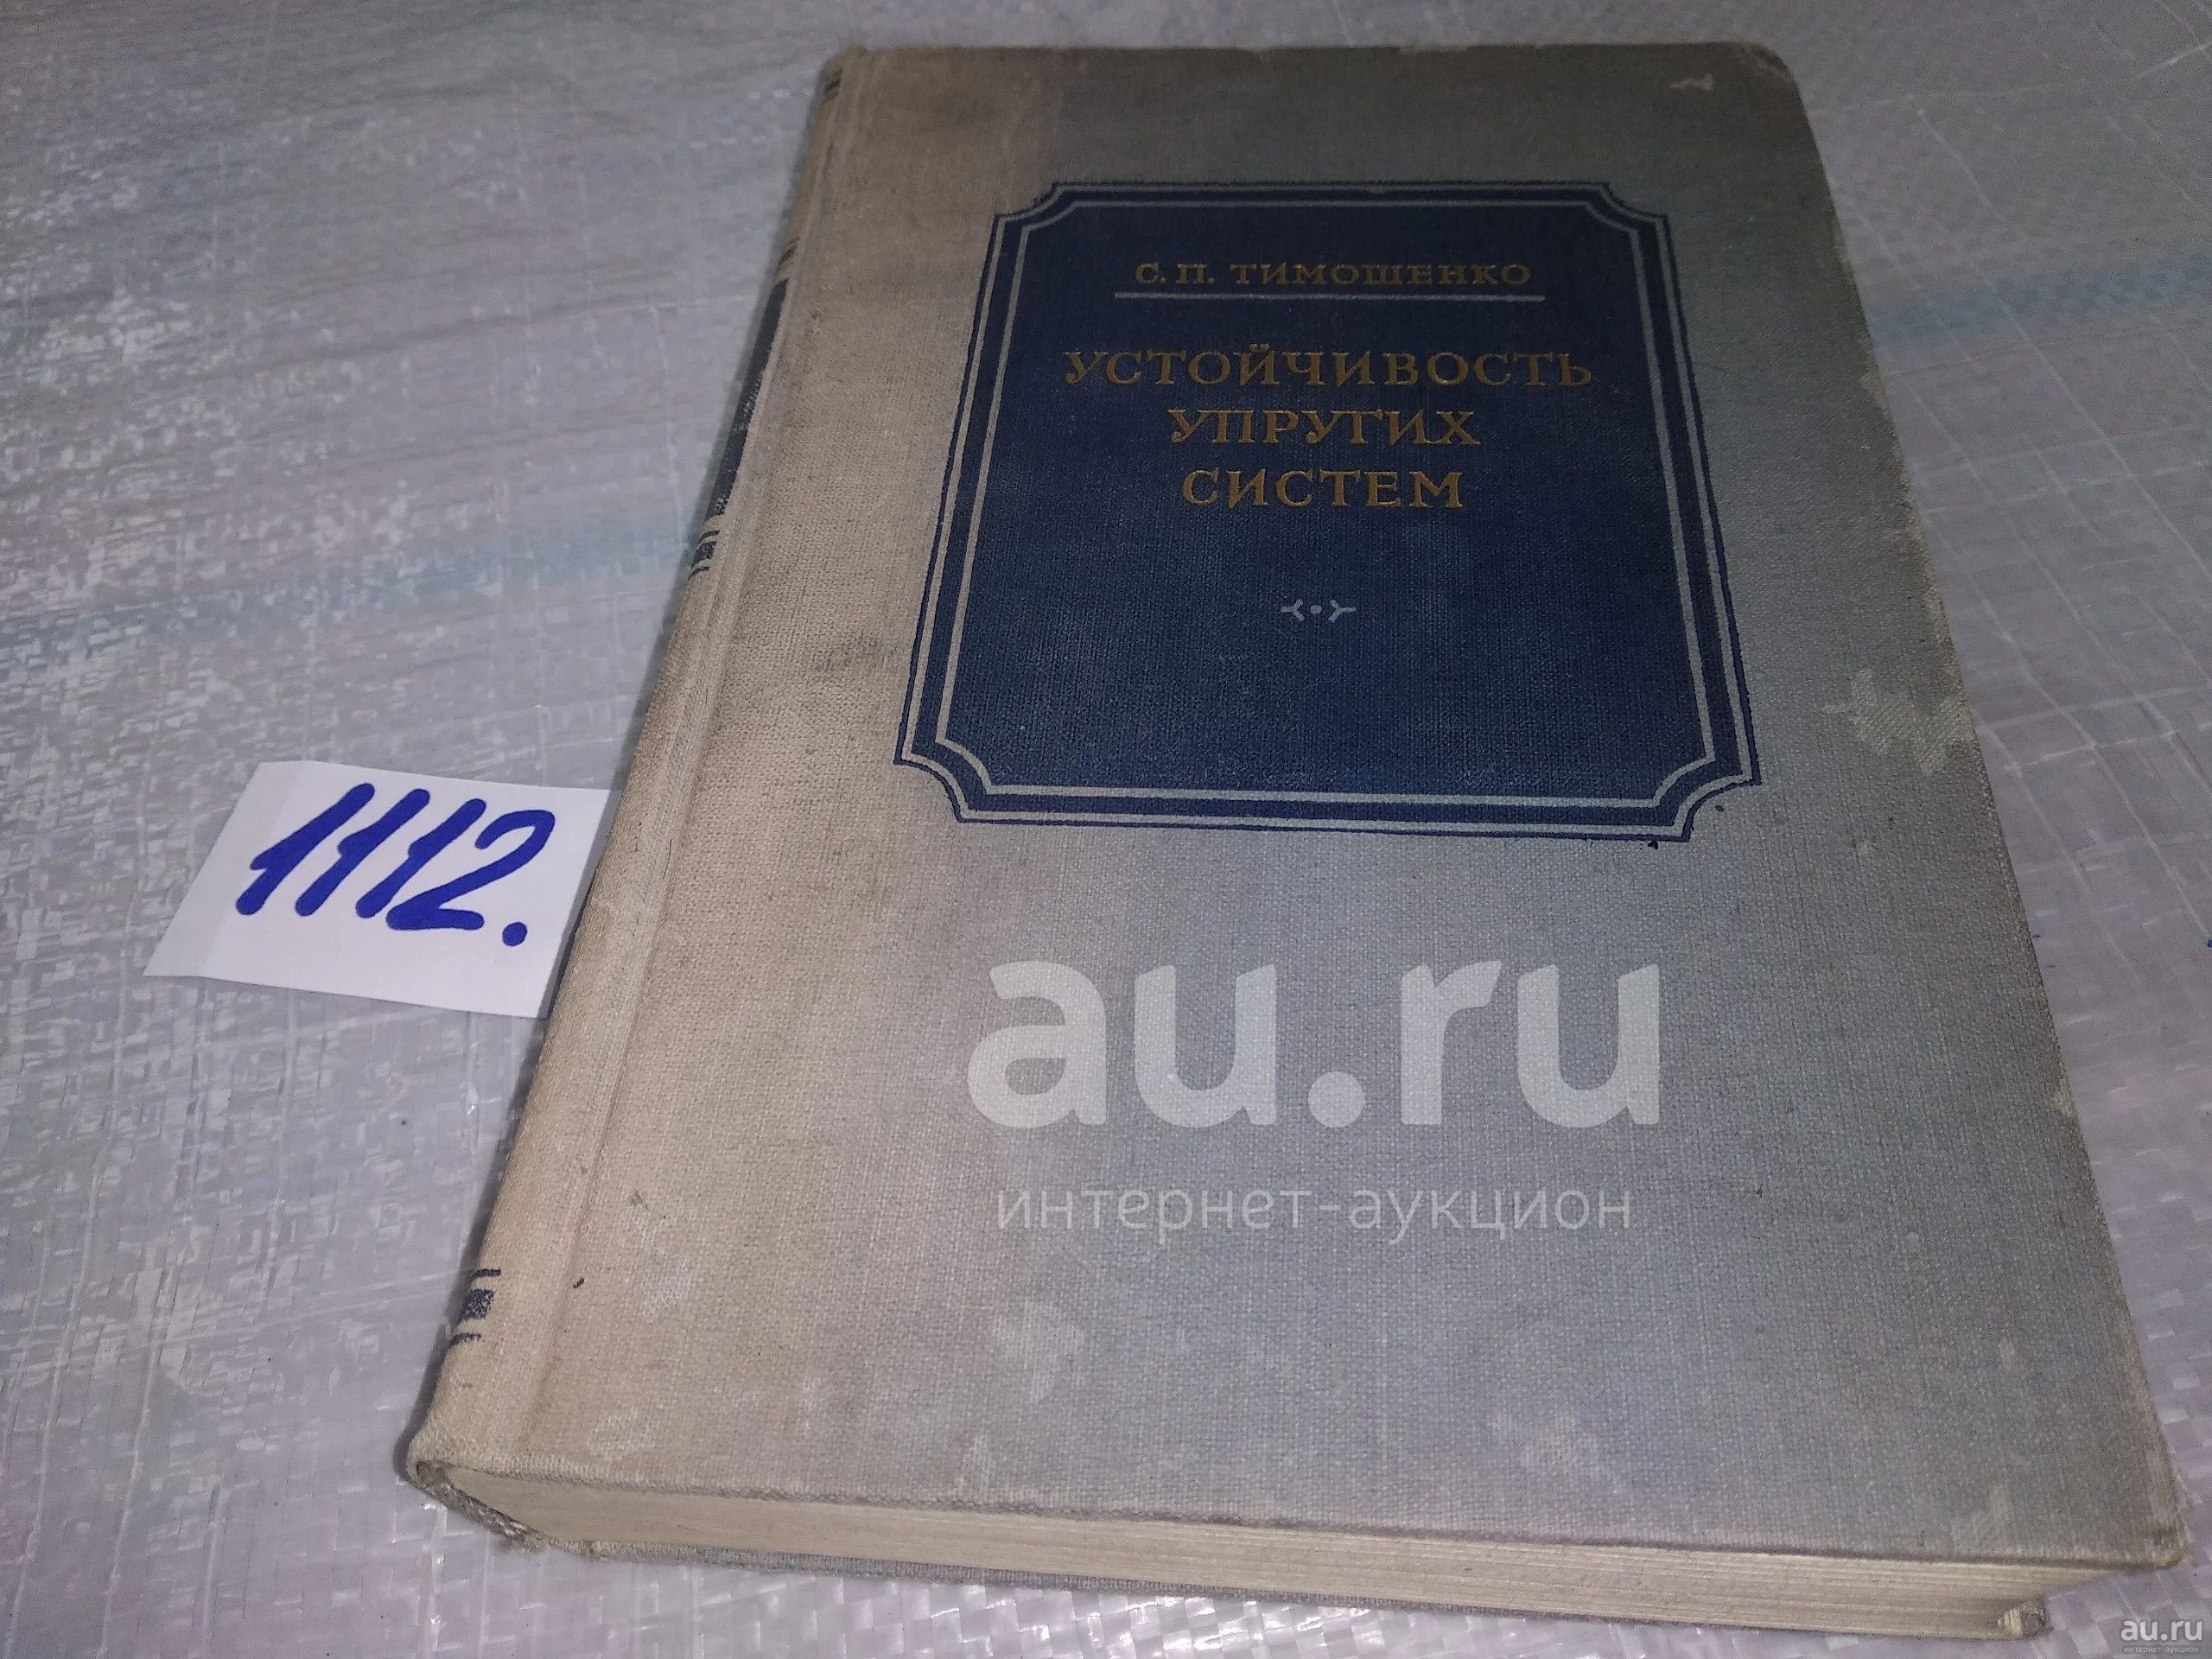 С. П. ТИМОШЕНКО
УСТОЙЧИВОСТЬ
УПРУГИХ
СИСТЕМ
1112.
au.ru
интернет-аукцион
au.ru
интернет-аукцион